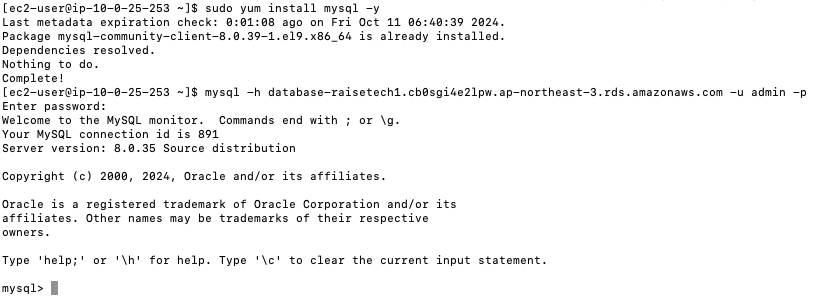 [ec2-user@ip-10-0-25-253 ~]$ sudo yum install mysql -y
Last metadata expiration check: 0:01:08 ago on Fri Oct 11 06:40:39 2024.
Package mysql-community-client-8.0.39-1.el9.x86_64 is already installed.
Dependencies resolved.
Nothing to do.
Complete!
[ec2-user@ip-10-0-25-253 ~]$ mysql -h database-raisetech1.cb0sgi4e2lpw.ap-northeast-3.rds.amazonaws.com -u admin -p
Enter password:
Welcome to the MySQL monitor.  Commands end with ; or \g.
Your MySQL connection id is 891
Server version: 8.0.35 Source distribution

Copyright (c) 2000, 2024, Oracle and/or its affiliates.

Oracle is a registered trademark of Oracle Corporation and/or its
affiliates. Other names may be trademarks of their respective
owners.

Type 'help;' or '\h' for help. Type '\c' to clear the current input statement.

mysql>